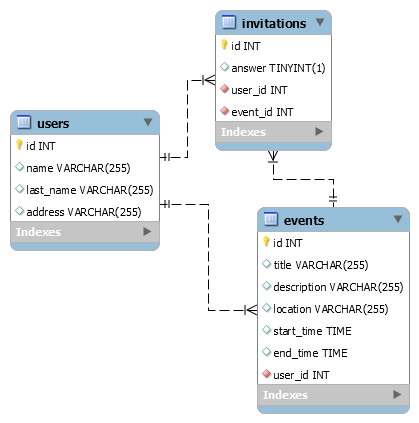 invitations
id INT
answer TINYINT(1)
user_id INT
event_id INT
Indexes
users
id INT
name VARCHAR(255)
last_name VARCHAR(255)
address VARCHAR(255)
Indexes
events
id INT
title VARCHAR(255)
description VARCHAR(255)
location VARCHAR(255)
start_time TIME
end_time TIME
user_id INT
Indexes